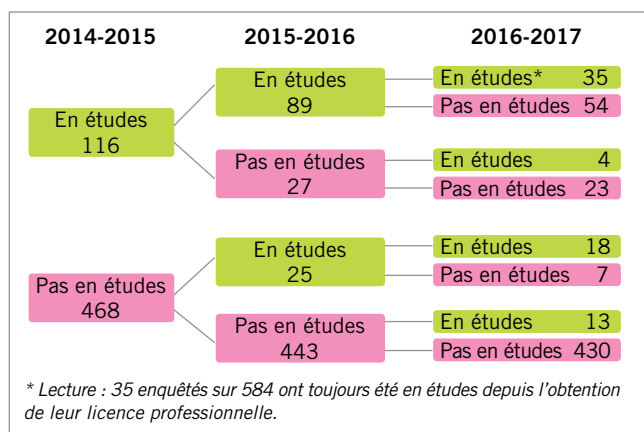 2014-2015 2015-2016 2016-2017
En études
116
En études
89
En études* 35
Pas en études 54
Pas en études
27
En études 4
Pas en études 23
Pas en études
468
En études
25
En études 18
Pas en études 7
Pas en études
443
En études 13
Pas en études 430
* Lecture : 35 enquêtés sur 584 ont toujours été en études depuis l’obtention
de leur licence professionnelle.